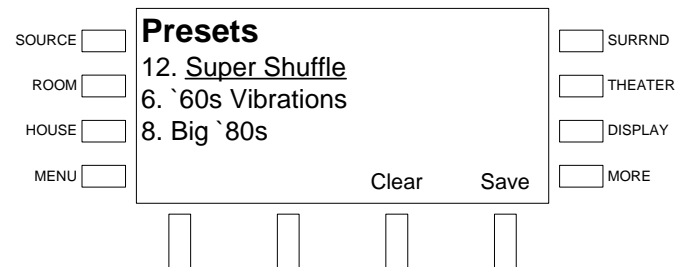 Presets
SOURCE
SURRND
12. Super Shuffle
ROOM
THEATER
6. `60s Vibrations
HOUSE
DISPLAY
8. Big `80s
MENU
Clear Save
MORE